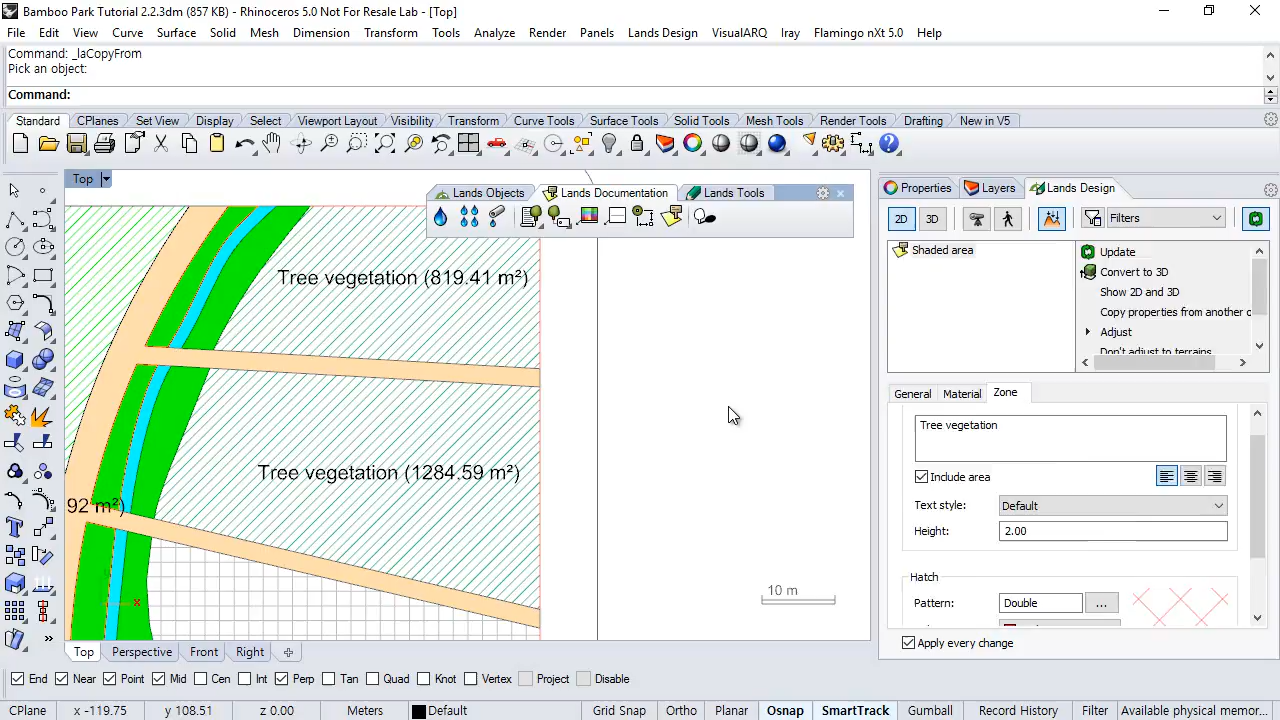 Bamboo Park Tutorial 2.2.3dm (857 KB) - Rhinoceros 5.0 Not For Resale Lab - [Top]
File Edit View Curve Surface Solid Mesh Dimension Transform Tools Analyze Render Panels Lands Design VisualARQ Iray Flamingo nXt 5.0 Help
Command: _laCopyFrom
Pick an object:
Command:
Standard CPlanes Set View Display Select Viewport Layout Visibility Transform Curve Tools Surface Tools Solid Tools Mesh Tools Render Tools Drafting New in V5
Top
Lands Objects Lands Documentation Lands Tools
Tree vegetation (819.41 m²)
Tree vegetation (1284.59 m²)
92 m²)
x
10 m
Properties Layers Lands Design
2D 3D Filters
Shaded area
Update
Convert to 3D
Show 2D and 3D
Copy properties from another o
Adjust
Don't adjust to terrains
General Material Zone
Tree vegetation
Include area
Text style: Default
Height: 2.00
Hatch
Pattern: Double ...
Apply every change
Top Perspective Front Right
End Near Point Mid Cen Int Perp Tan Quad Knot Vertex Project Disable
CPlane x -119.75 y 108.51 z 0.00 Meters Default Grid Snap Ortho Planar Osnap SmartTrack Gumball Record History Filter Available physical memor...